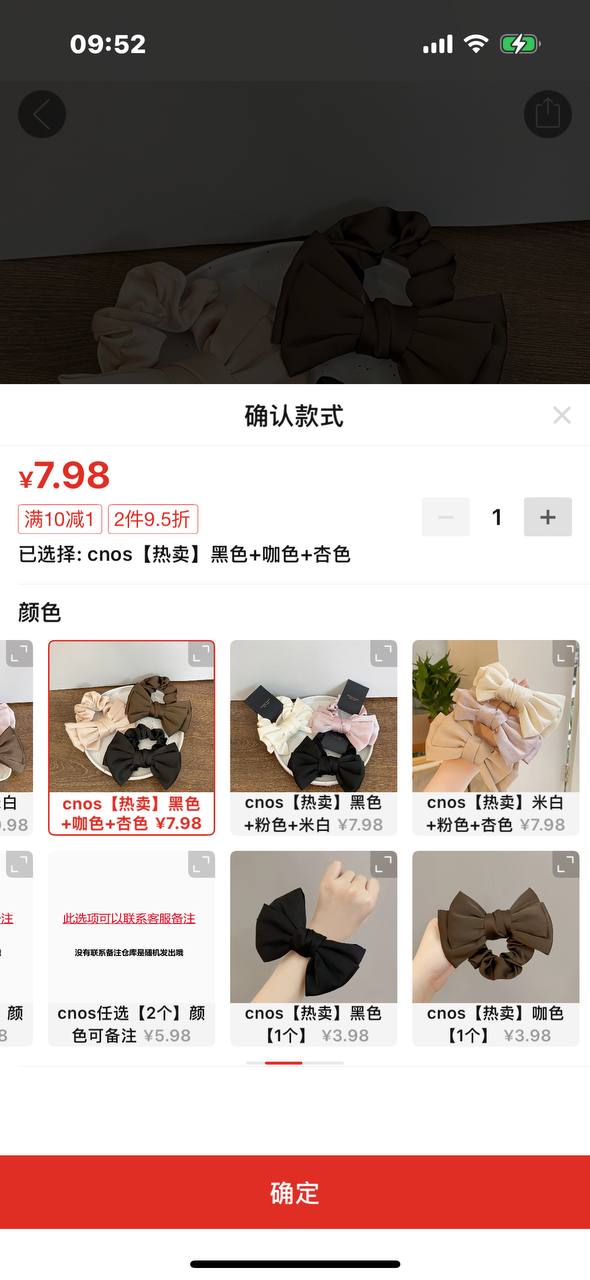 09:52
确认款式
¥7.98
满10减1 2件9.5折
1
已选择: cnos【热卖】黑色+咖色+杏色
颜色
白
.98
cnos【热卖】黑色
+咖色+杏色 ¥7.98
cnos【热卖】黑色
+粉色+米白 ¥7.98
cnos【热卖】米白
+粉色+杏色 ¥7.98
注
颜
8
此选项可以联系客服备注
没有联系备注仓库是随机发出哦
cnos任选【2个】颜
色可备注 ¥5.98
cnos【热卖】黑色
【1个】 ¥3.98
cnos【热卖】咖色
【1个】 ¥3.98
确定